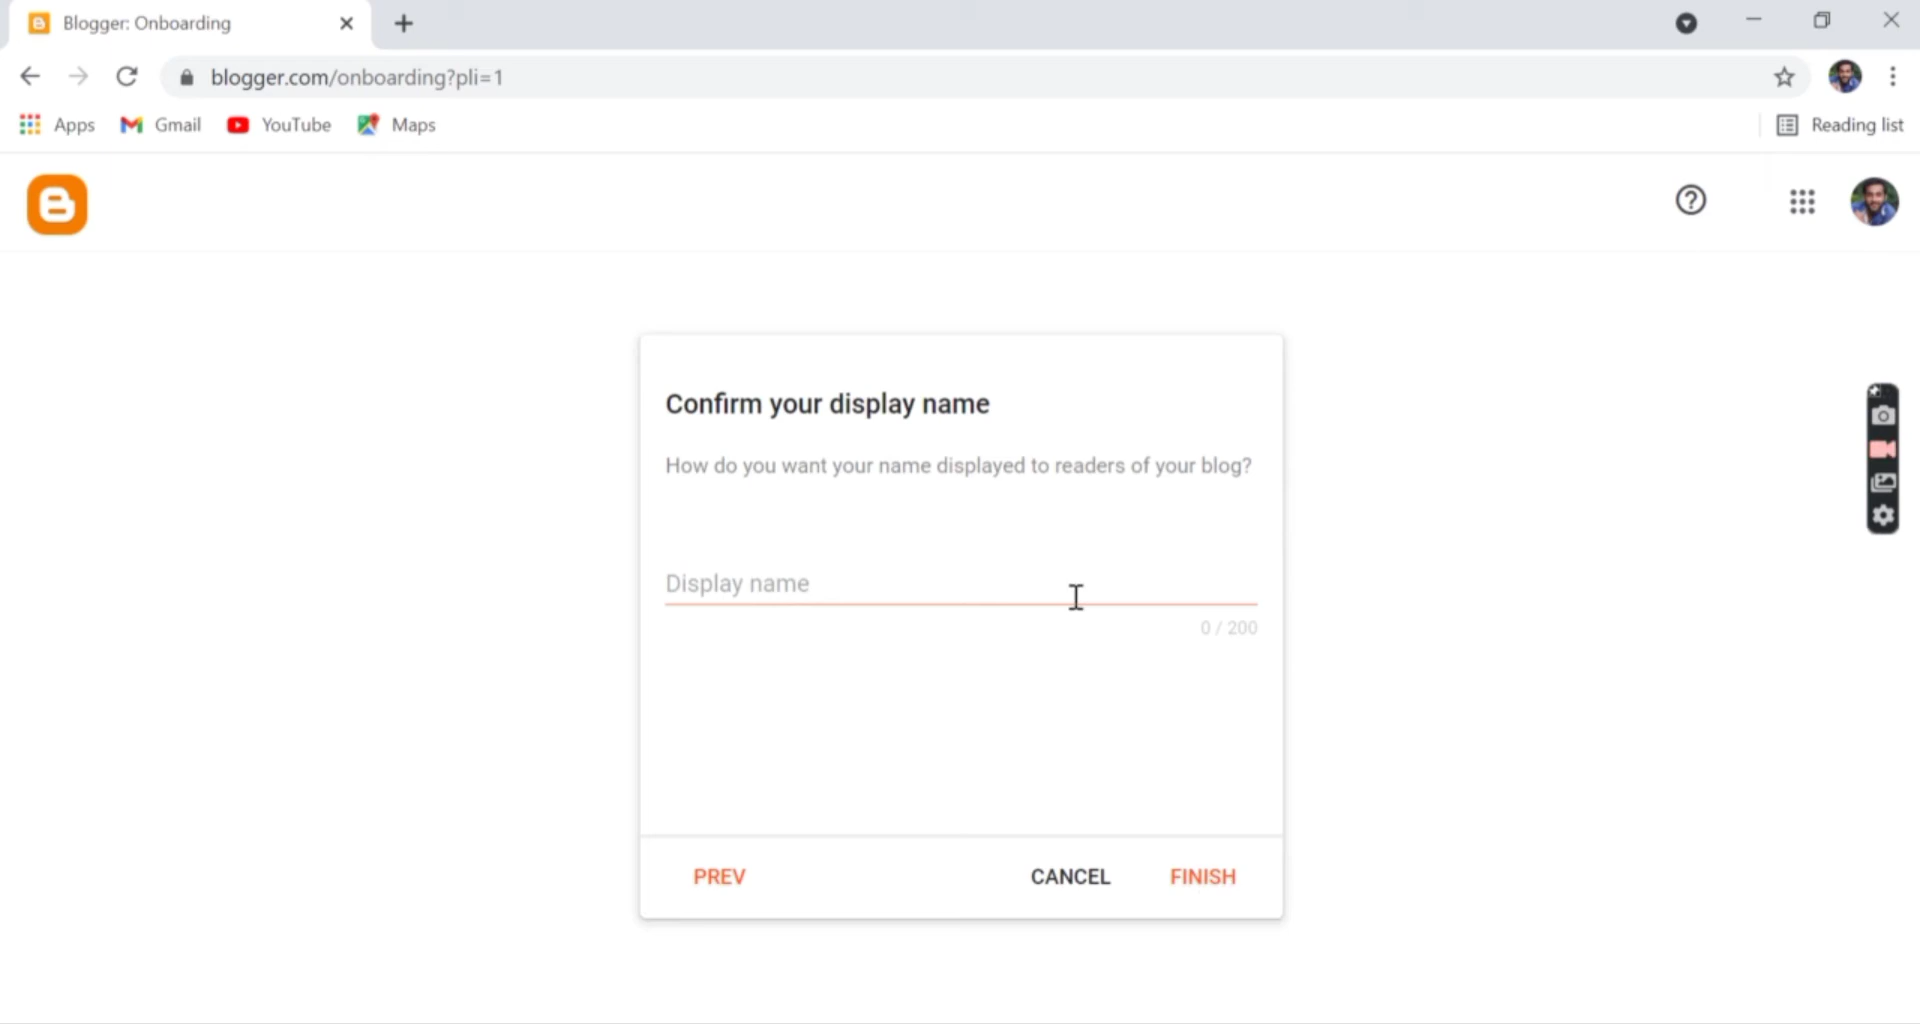 Blogger: Onboarding
blogger.com/onboarding?pli=1
Apps Gmail YouTube Maps Reading list
Confirm your display name
How do you want your name displayed to readers of your blog?
Display name
0 / 200
PREV CANCEL FINISH